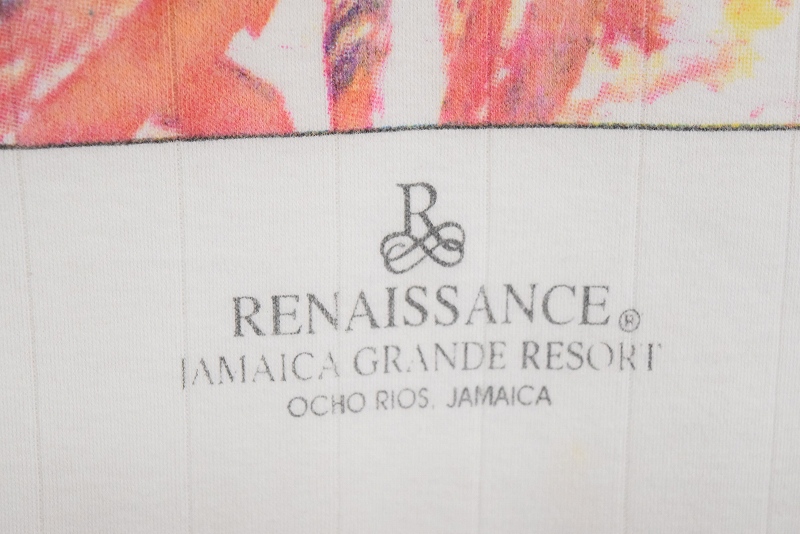 R
RENAISSANCE®
JAMAICA GRANDE RESORT
OCHO RIOS, JAMAICA